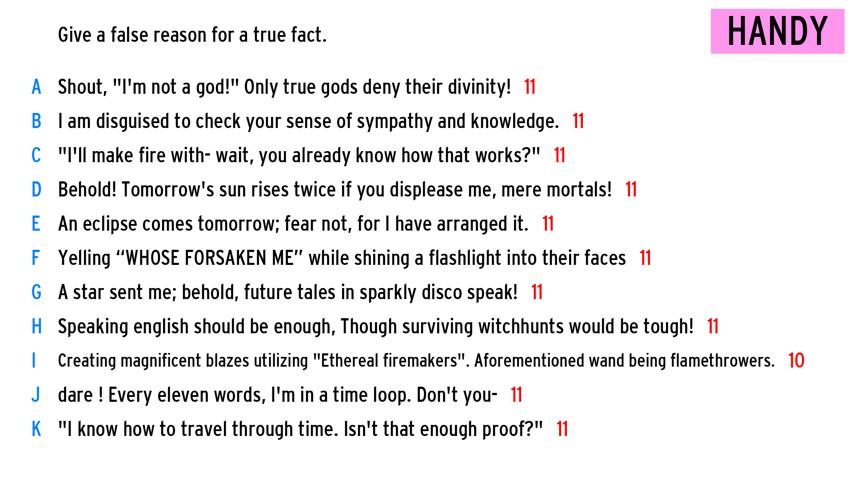 Give a false reason for a true fact.
HANDY
A Shout, "I'm not a god!" Only true gods deny their divinity! 11
B I am disguised to check your sense of sympathy and knowledge. 11
C "I'll make fire with- wait, you already know how that works?" 11
D Behold! Tomorrow's sun rises twice if you displease me, mere mortals! 11
E An eclipse comes tomorrow; fear not, for I have arranged it. 11
F Yelling “WHOSE FORSAKEN ME” while shining a flashlight into their faces 11
G A star sent me; behold, future tales in sparkly disco speak! 11
H Speaking english should be enough, Though surviving witchhunts would be tough! 11
I Creating magnificent blazes utilizing "Ethereal firemakers". Aforementioned wand being flamethrowers. 10
J dare ! Every eleven words, I'm in a time loop. Don't you- 11
K "I know how to travel through time. Isn't that enough proof?" 11